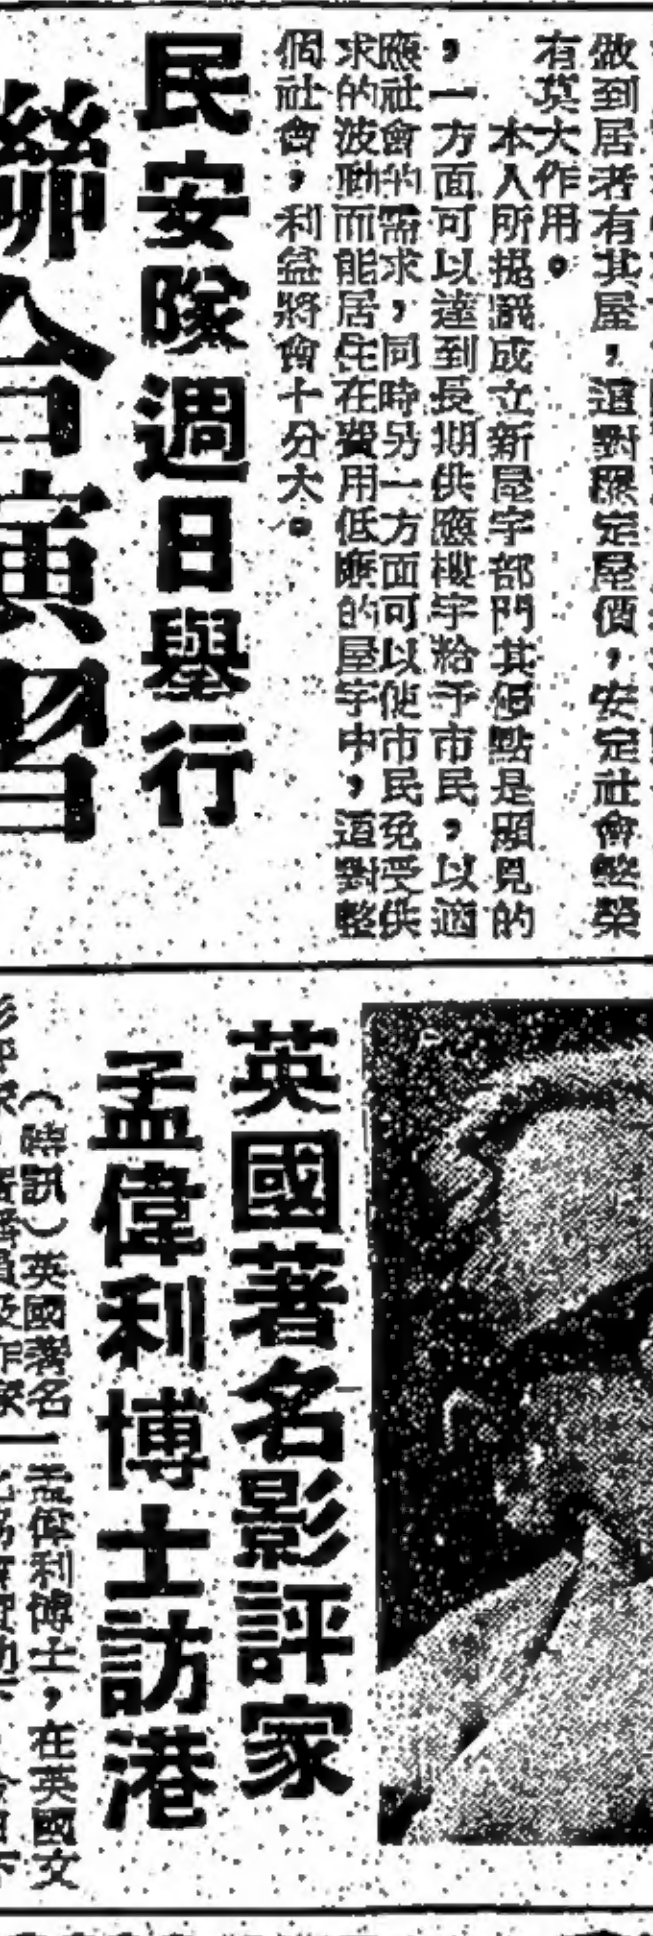 做到居者有其屋，這對穩定屋價，安定社會繁榮
有莫大作用。
本人所提議成立新屋宇部門其優點是顯見的
，一方面可以達到長期供應樓宇給予市民，以適
應社會的需求，同時另一方面可以使市民免受供
求的波動而能居住在費用低廉的屋宇中，這對整
個社會，利益將會十分大。
民安隊週日舉行
聯合演習
英國著名影評家
孟偉利博士訪港
（特訊）英國著名 孟偉利博士，在英國文